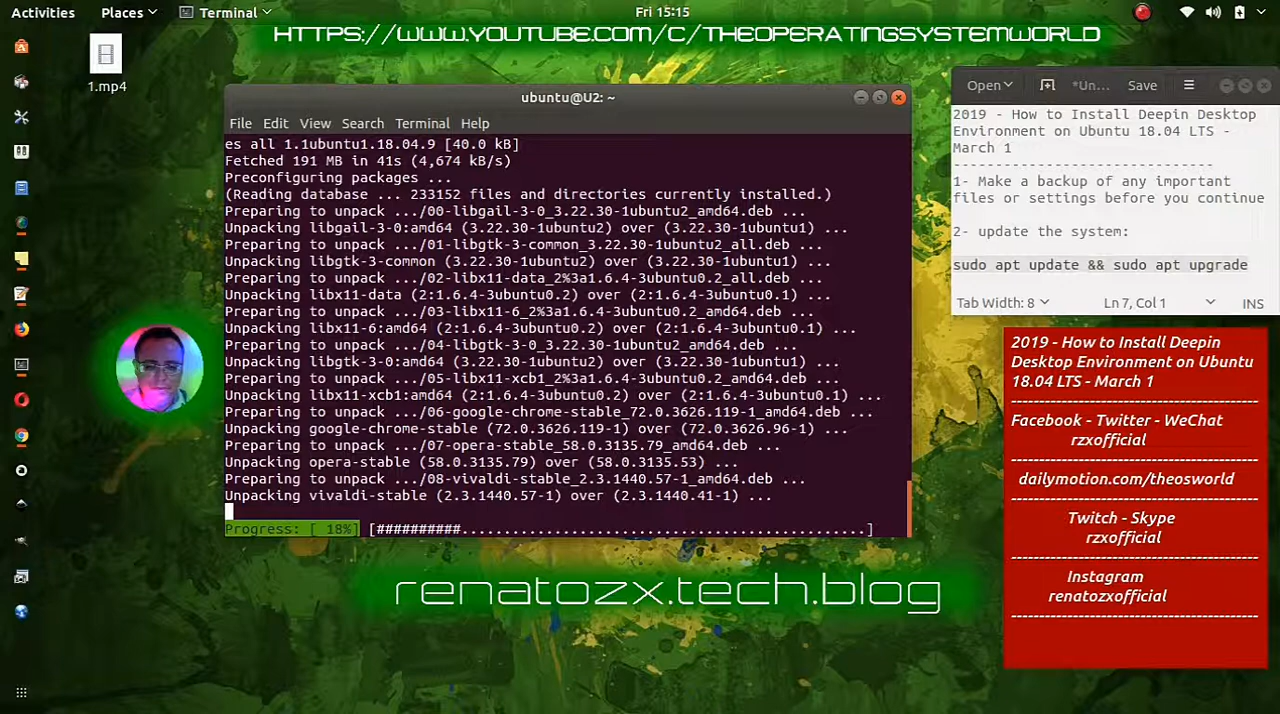 Activities Places Terminal Fri 15:15
HTTPS://WWW.YOUTUBE.COM/C/THEOPERATINGSYSTEMWORLD
1.mp4
ubuntu@U2: ~
File Edit View Search Terminal Help
es all 1.1ubuntu1.18.04.9 [40.0 kB]
Fetched 191 MB in 41s (4,674 kB/s)
Preconfiguring packages ...
(Reading database ... 233152 files and directories currently installed.)
Preparing to unpack .../00-libgail-3-0_3.22.30-1ubuntu2_amd64.deb ...
Unpacking libgail-3-0:amd64 (3.22.30-1ubuntu2) over (3.22.30-1ubuntu1) ...
Preparing to unpack .../01-libgtk-3-common_3.22.30-1ubuntu2_all.deb ...
Unpacking libgtk-3-common (3.22.30-1ubuntu2) over (3.22.30-1ubuntu1) ...
Preparing to unpack .../02-libx11-data_2%3a1.6.4-3ubuntu0.2_all.deb ...
Unpacking libx11-data (2:1.6.4-3ubuntu0.2) over (2:1.6.4-3ubuntu0.1) ...
Preparing to unpack .../03-libx11-6_2%3a1.6.4-3ubuntu0.2_amd64.deb ...
Unpacking libx11-6:amd64 (2:1.6.4-3ubuntu0.2) over (2:1.6.4-3ubuntu0.1) ...
Preparing to unpack .../04-libgtk-3-0_3.22.30-1ubuntu2_amd64.deb ...
Unpacking libgtk-3-0:amd64 (3.22.30-1ubuntu2) over (3.22.30-1ubuntu1) ...
Preparing to unpack .../05-libx11-xcb1_2%3a1.6.4-3ubuntu0.2_amd64.deb ...
Unpacking libx11-xcb1:amd64 (2:1.6.4-3ubuntu0.2) over (2:1.6.4-3ubuntu0.1) ...
Preparing to unpack .../06-google-chrome-stable_72.0.3626.119-1_amd64.deb ...
Unpacking google-chrome-stable (72.0.3626.119-1) over (72.0.3626.96-1) ...
Preparing to unpack .../07-opera-stable_58.0.3135.79_amd64.deb ...
Unpacking opera-stable (58.0.3135.79) over (58.0.3135.53) ...
Preparing to unpack .../08-vivaldi-stable_2.3.1440.57-1_amd64.deb ...
Unpacking vivaldi-stable (2.3.1440.57-1) over (2.3.1440.41-1) ...
Progress: [ 18%] [##########................................................]
Open *Un... Save
2019 - How to Install Deepin Desktop
Environment on Ubuntu 18.04 LTS -
March 1
-------------------------------
1- Make a backup of any important
files or settings before you continue
2- update the system:
sudo apt update && sudo apt upgrade
Tab Width: 8 Ln 7, Col 1 INS
2019 - How to Install Deepin
Desktop Environment on Ubuntu
18.04 LTS - March 1
--------------------------------------
Facebook - Twitter - WeChat
rzxofficial
--------------------------------------
dailymotion.com/theosworld
--------------------------------------
Twitch - Skype
rzxofficial
--------------------------------------
Instagram
renatozxofficial
--------------------------------------
renatozx.tech.blog